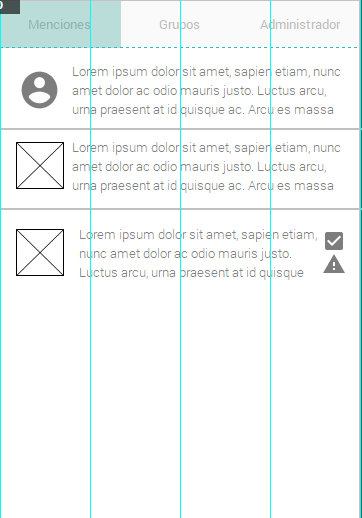 Menciones Grupos Administrador
Lorem ipsum dolor sit amet, sapien etiam, nunc
amet dolor ac odio mauris justo. Luctus arcu,
urna praesent at id quisque ac. Arcu es massa
Lorem ipsum dolor sit amet, sapien etiam, nunc
amet dolor ac odio mauris justo. Luctus arcu,
urna praesent at id quisque ac. Arcu es massa
Lorem ipsum dolor sit amet, sapien etiam,
nunc amet dolor ac odio mauris justo.
Luctus arcu, urna praesent at id quisque